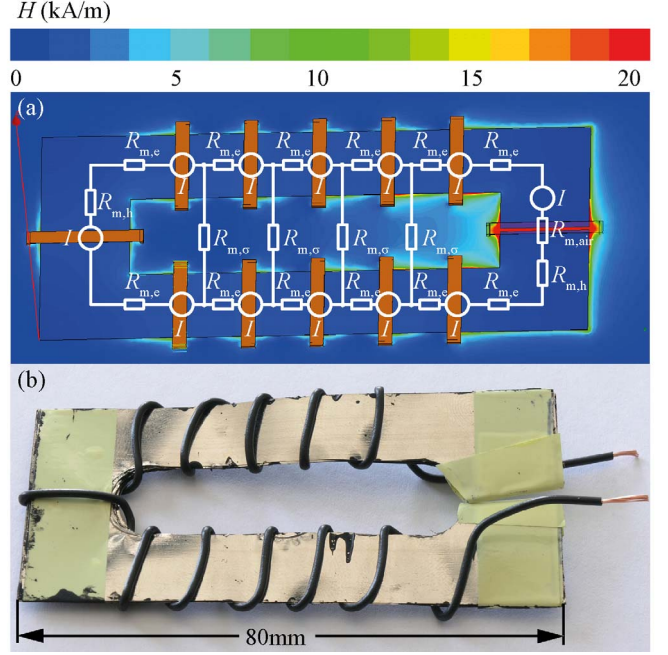 H (kA/m)
0 5 10 15 20
(a)
Rm,e Rm,e Rm,e Rm,e Rm,e Rm,e
I I I I I
Rm,h I
I Rm,σ Rm,σ Rm,σ Rm,σ Rm,air
Rm,h
Rm,e Rm,e Rm,e Rm,e Rm,e Rm,e
I I I I I
(b)
80mm